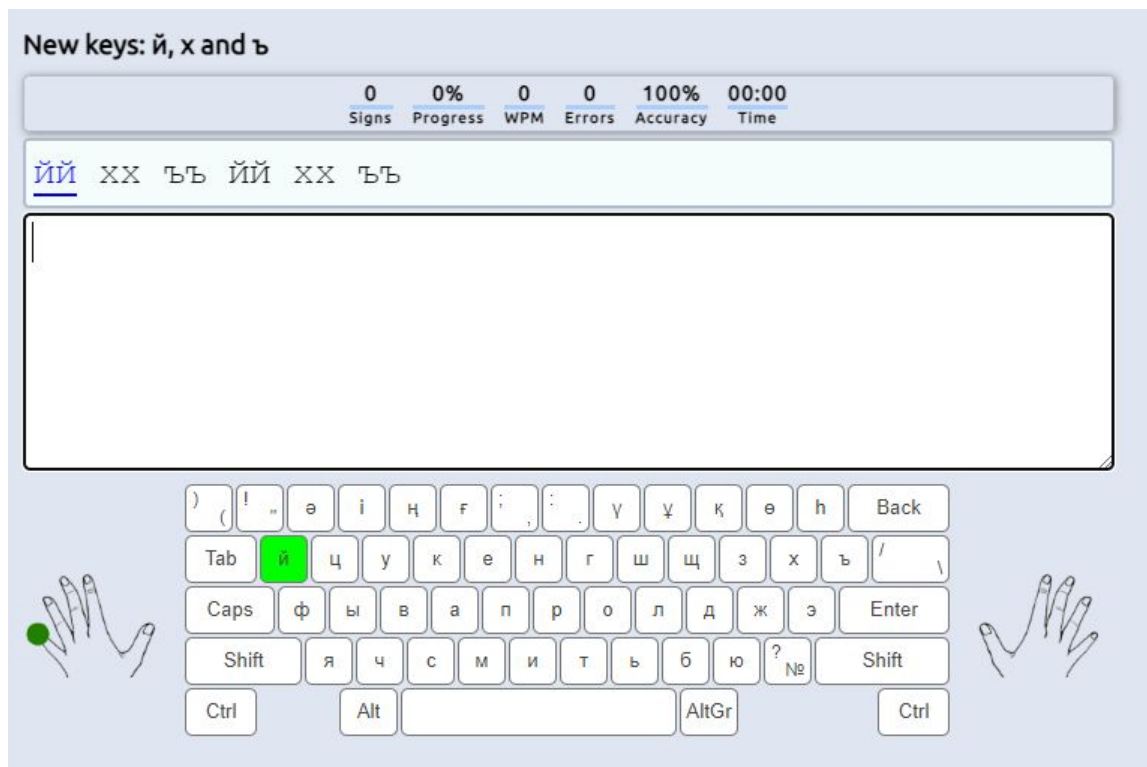 New keys: й, х and ъ
0 0% 0 0 100% 00:00
Signs Progress WPM Errors Accuracy Time
йй хх ъъ йй хх ъъ
) ( ! „ ə і ң ғ ; , : . ү ұ қ ө һ Back
Tab й ц у к е н г ш щ з х ъ / \
Caps ф ы в а п р о л д ж э Enter
Shift я ч с м и т ь б ю ? № Shift
Ctrl Alt AltGr Ctrl